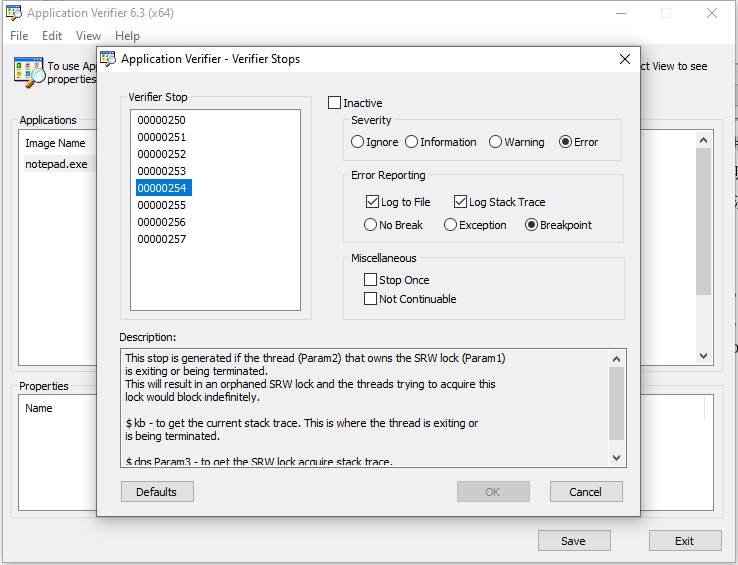 Application Verifier 6.3 (x64)
File Edit View Help
To use Ap
properties
ct View to see
Applications
Image Name
notepad.exe
Properties
Name
Save Exit
Application Verifier - Verifier Stops
Verifier Stop
00000250
00000251
00000252
00000253
00000254
00000255
00000256
00000257
Inactive
Severity
Ignore Information Warning Error
Error Reporting
Log to File Log Stack Trace
No Break Exception Breakpoint
Miscellaneous
Stop Once
Not Continuable
Description:
This stop is generated if the thread (Param2) that owns the SRW lock (Param1)
is exiting or being terminated.
This will result in an orphaned SRW lock and the threads trying to acquire this
lock would block indefinitely.
$ kb - to get the current stack trace. This is where the thread is exiting or
is being terminated.
$ dps Param3 - to get the SRW lock acquire stack trace.
Defaults OK Cancel